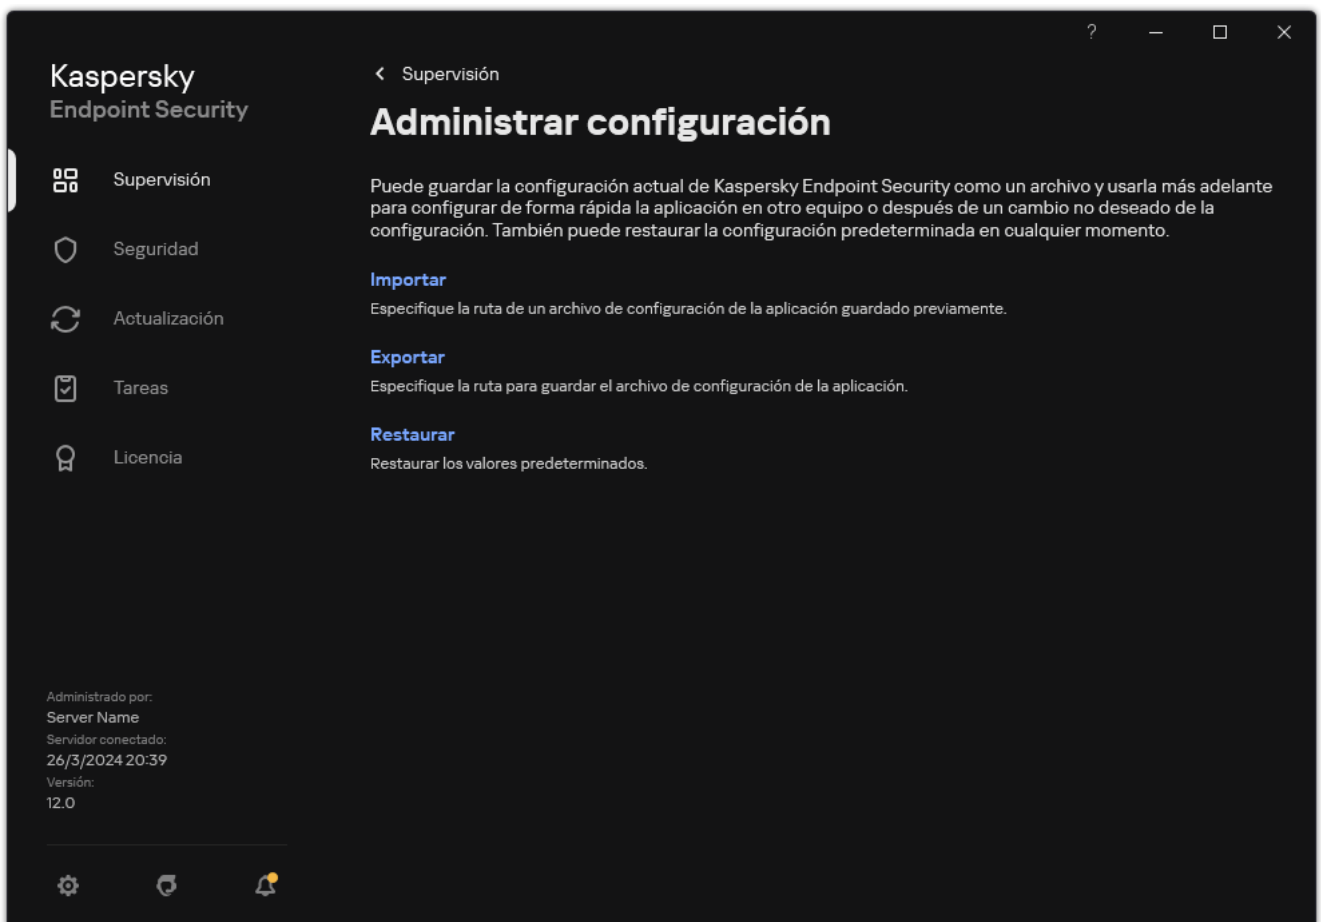 ?
Kaspersky
Endpoint Security
Supervisión
Seguridad
Actualización
Tareas
Licencia
Administrado por:
Server Name
Servidor conectado:
26/3/2024 20:39
Versión:
12.0
Supervisión
Administrar configuración
Puede guardar la configuración actual de Kaspersky Endpoint Security como un archivo y usarla más adelante
para configurar de forma rápida la aplicación en otro equipo o después de un cambio no deseado de la
configuración. También puede restaurar la configuración predeterminada en cualquier momento.
Importar
Especifique la ruta de un archivo de configuración de la aplicación guardado previamente.
Exportar
Especifique la ruta para guardar el archivo de configuración de la aplicación.
Restaurar
Restaurar los valores predeterminados.